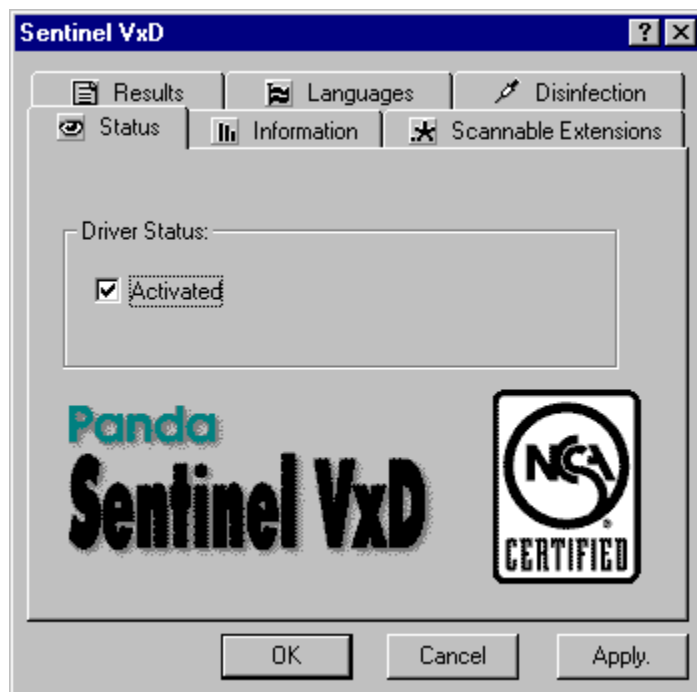 Sentinel VxD
Results Languages Disinfection
Status Information Scannable Extensions
Driver Status:
Activated
Panda
Sentinel VxD
NCSA
®
CERTIFIED
OK Cancel Apply.